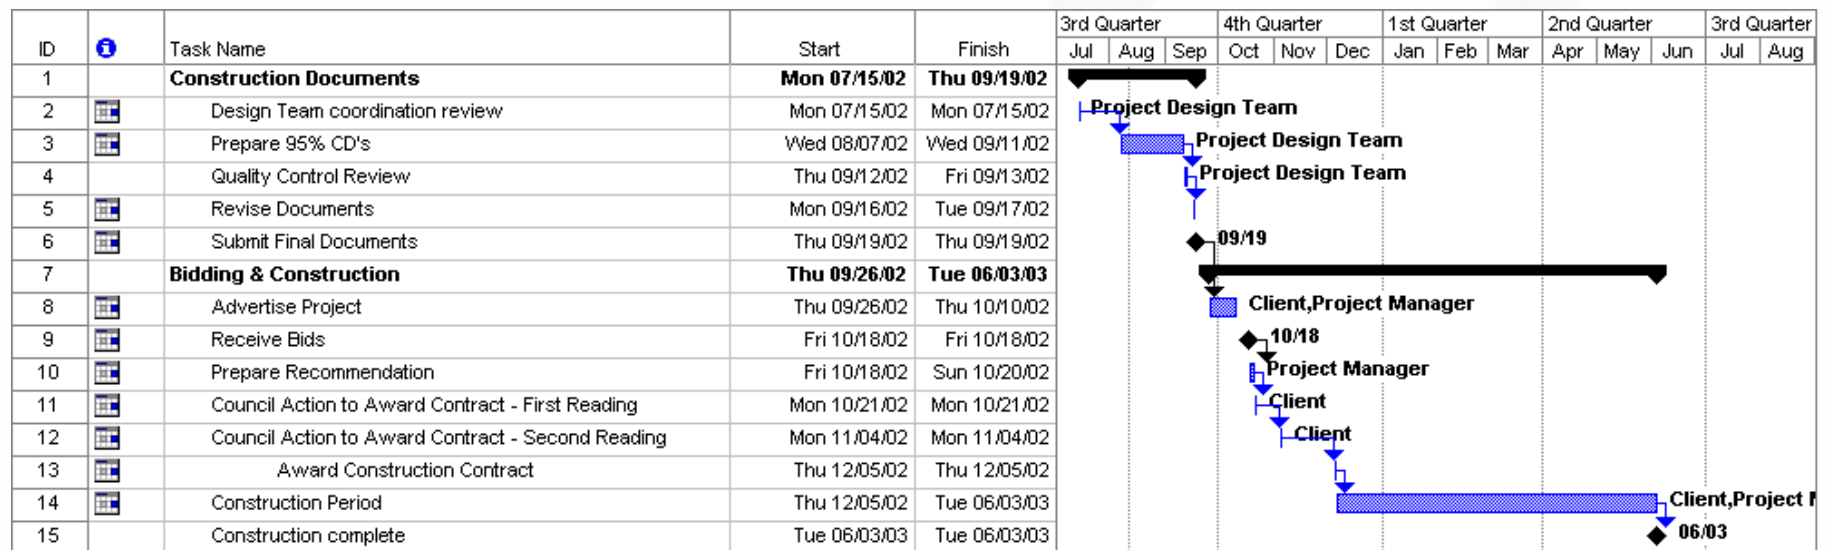 3rd Quarter 4th Quarter 1st Quarter 2nd Quarter 3rd Quarter
ID Task Name Start Finish Jul Aug Sep Oct Nov Dec Jan Feb Mar Apr May Jun Jul Aug
1 Construction Documents Mon 07/15/02 Thu 09/19/02
2 Design Team coordination review Mon 07/15/02 Mon 07/15/02 Project Design Team
3 Prepare 95% CD's Wed 08/07/02 Wed 09/11/02 Project Design Team
4 Quality Control Review Thu 09/12/02 Fri 09/13/02 Project Design Team
5 Revise Documents Mon 09/16/02 Tue 09/17/02
6 Submit Final Documents Thu 09/19/02 Thu 09/19/02 09/19
7 Bidding & Construction Thu 09/26/02 Tue 06/03/03
8 Advertise Project Thu 09/26/02 Thu 10/10/02 Client,Project Manager
9 Receive Bids Fri 10/18/02 Fri 10/18/02 10/18
10 Prepare Recommendation Fri 10/18/02 Sun 10/20/02 Project Manager
11 Council Action to Award Contract - First Reading Mon 10/21/02 Mon 10/21/02 Client
12 Council Action to Award Contract - Second Reading Mon 11/04/02 Mon 11/04/02 Client
13 Award Construction Contract Thu 12/05/02 Thu 12/05/02
14 Construction Period Thu 12/05/02 Tue 06/03/03 Client,Project
15 Construction complete Tue 06/03/03 Tue 06/03/03 06/03